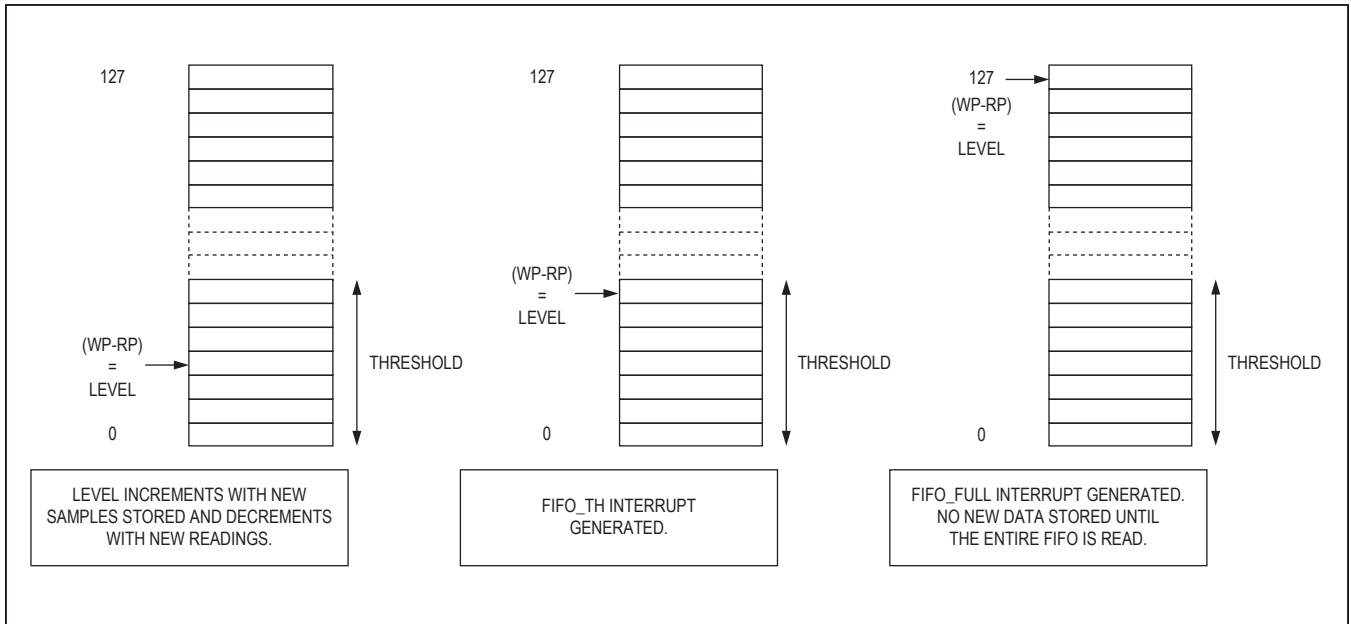 127
(WP-RP)
=
LEVEL
0
THRESHOLD
LEVEL INCREMENTS WITH NEW
SAMPLES STORED AND DECREMENTS
WITH NEW READINGS.
127
(WP-RP)
=
LEVEL
0
THRESHOLD
FIFO_TH INTERRUPT
GENERATED.
127
(WP-RP)
=
LEVEL
0
THRESHOLD
FIFO_FULL INTERRUPT GENERATED.
NO NEW DATA STORED UNTIL
THE ENTIRE FIFO IS READ.